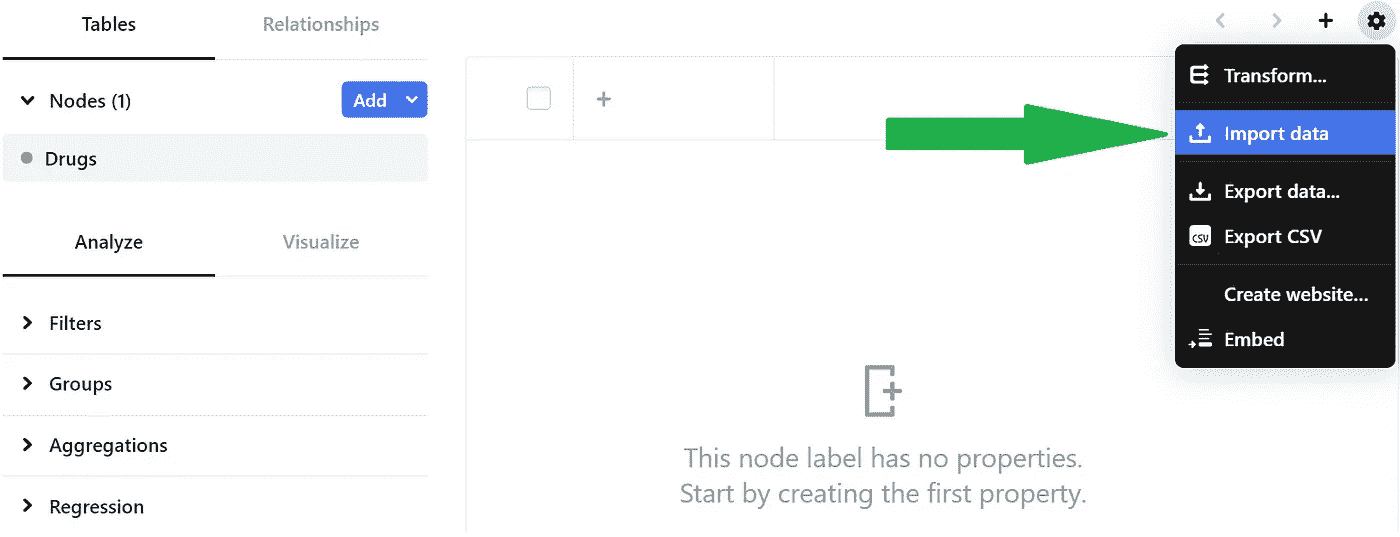 Tables
Relationships
Nodes (1)
Add
Drugs
Analyze
Visualize
Filters
Groups
Aggregations
Regression
This node label has no properties.
Start by creating the first property.
Transform...
Import data
Export data...
CSV Export CSV
Create website...
Embed